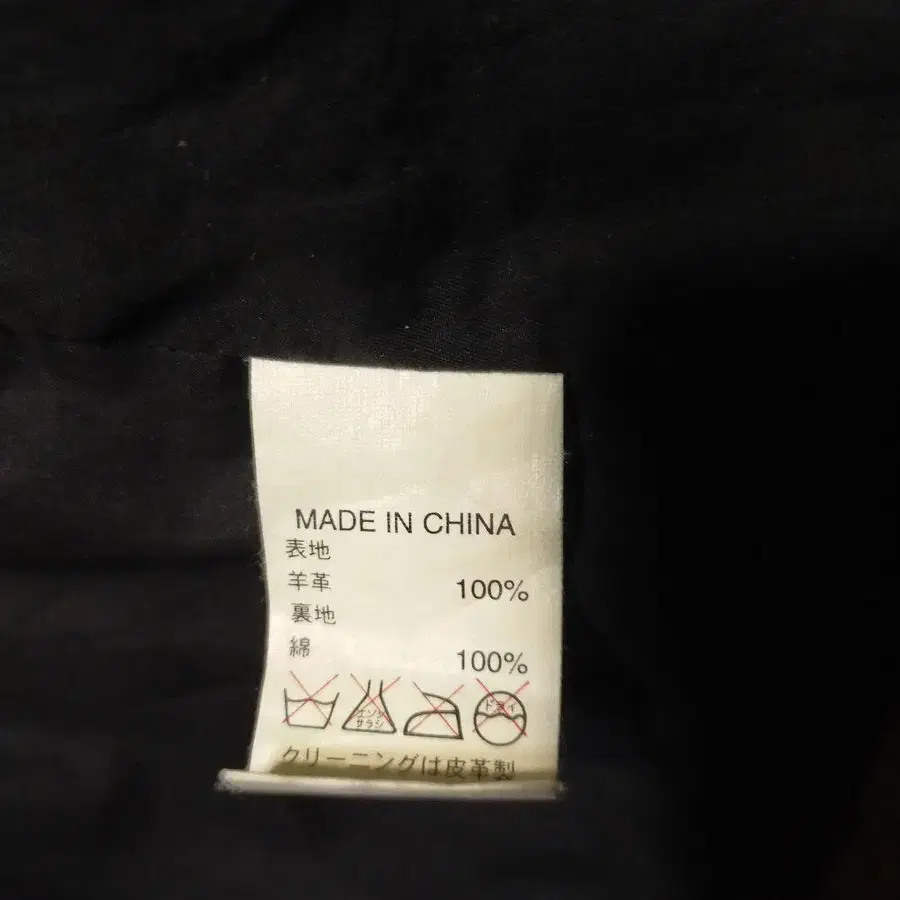 MADE IN CHINA
表地
羊革 100%
裏地
綿 100%
エンソ サラシ ドライ
クリーニングは皮革製